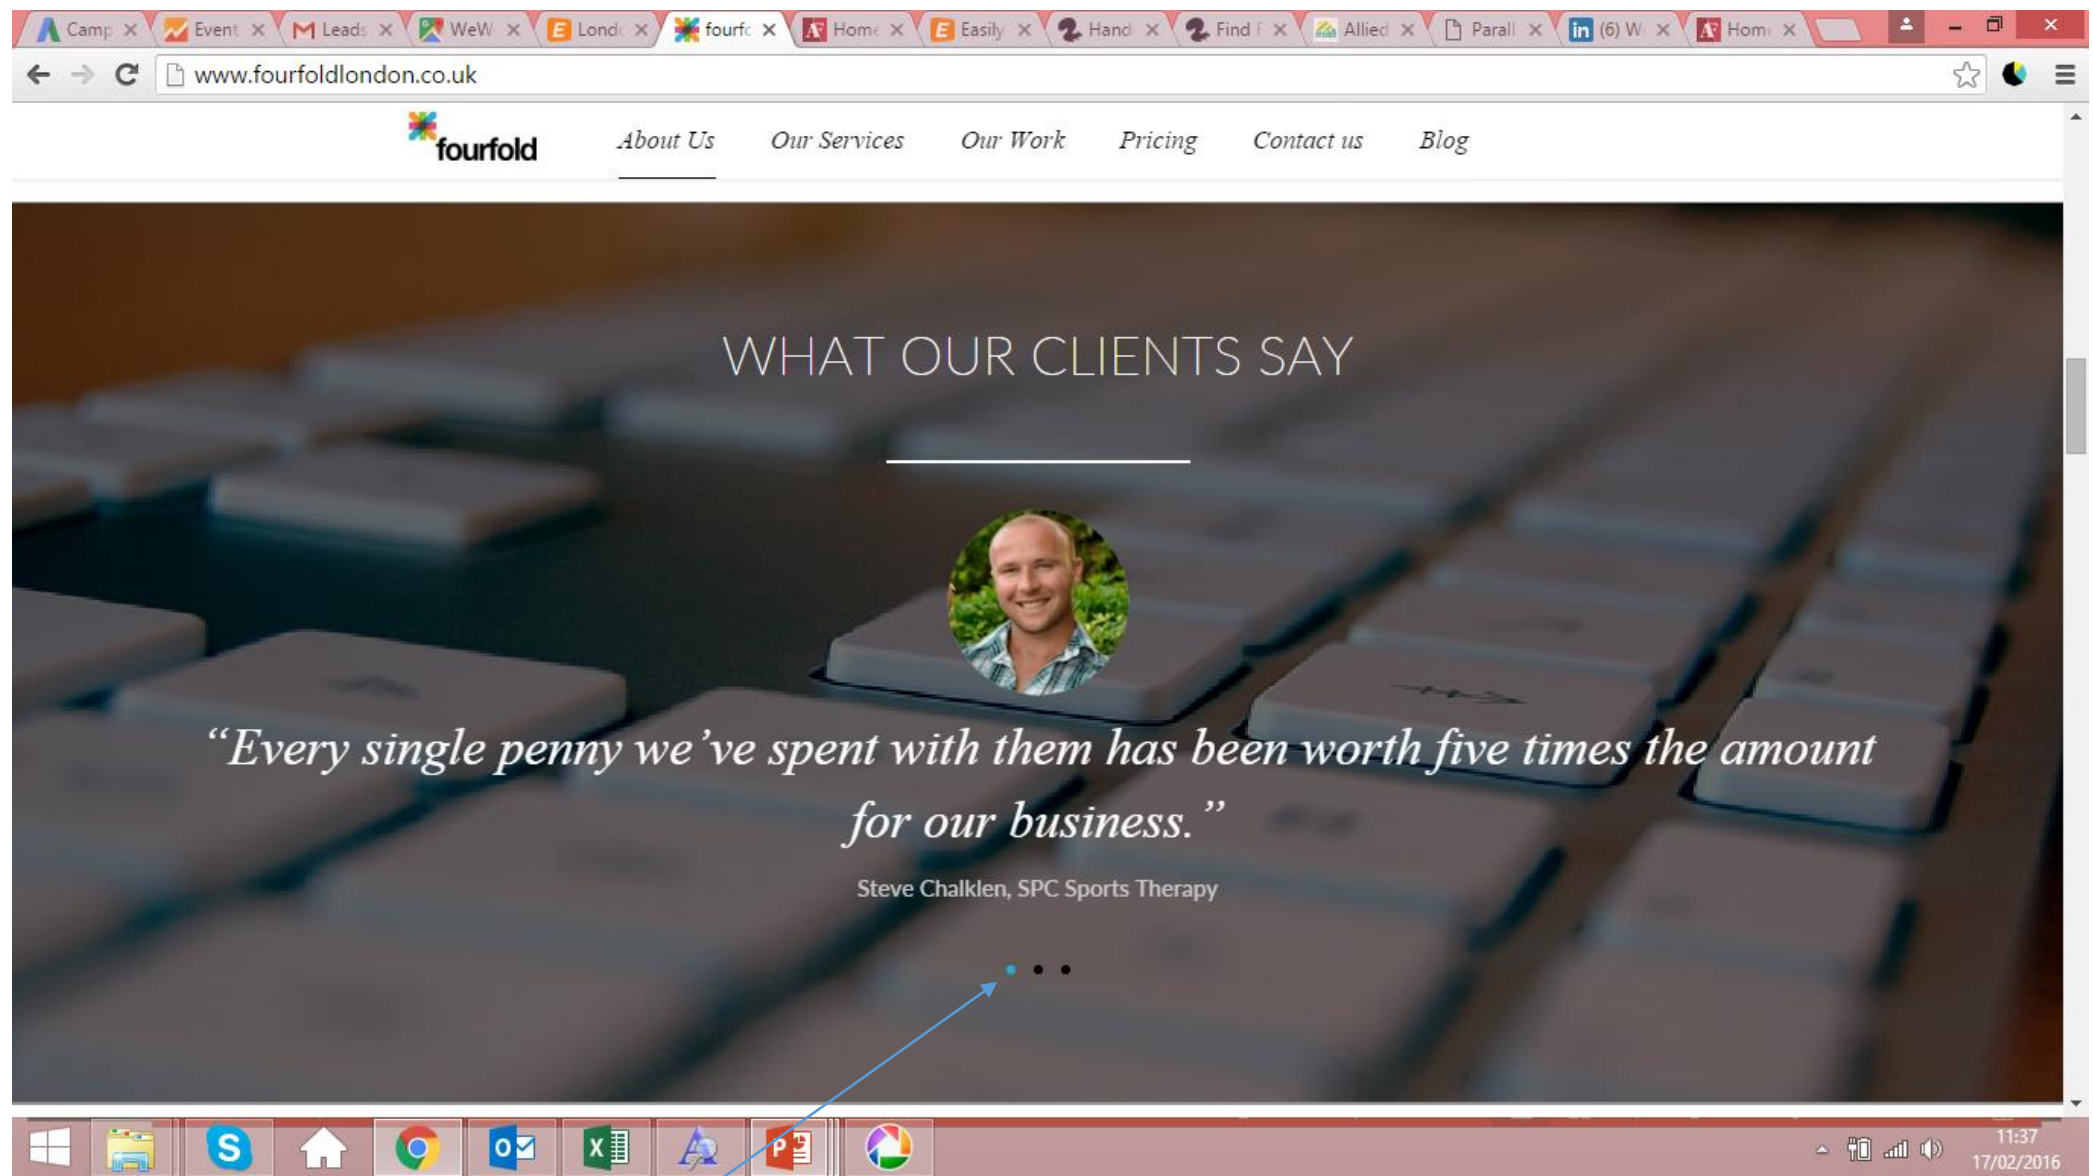 Camp Event Leads WeW Lond fourfo Home Easily Hand Find F Allied Parall (6) W Home
www.fourfoldlondon.co.uk
fourfold About Us Our Services Our Work Pricing Contact us Blog
WHAT OUR CLIENTS SAY
“Every single penny we’ve spent with them has been worth five times the amount
for our business.”
Steve Chalklen, SPC Sports Therapy
11:37
17/02/2016